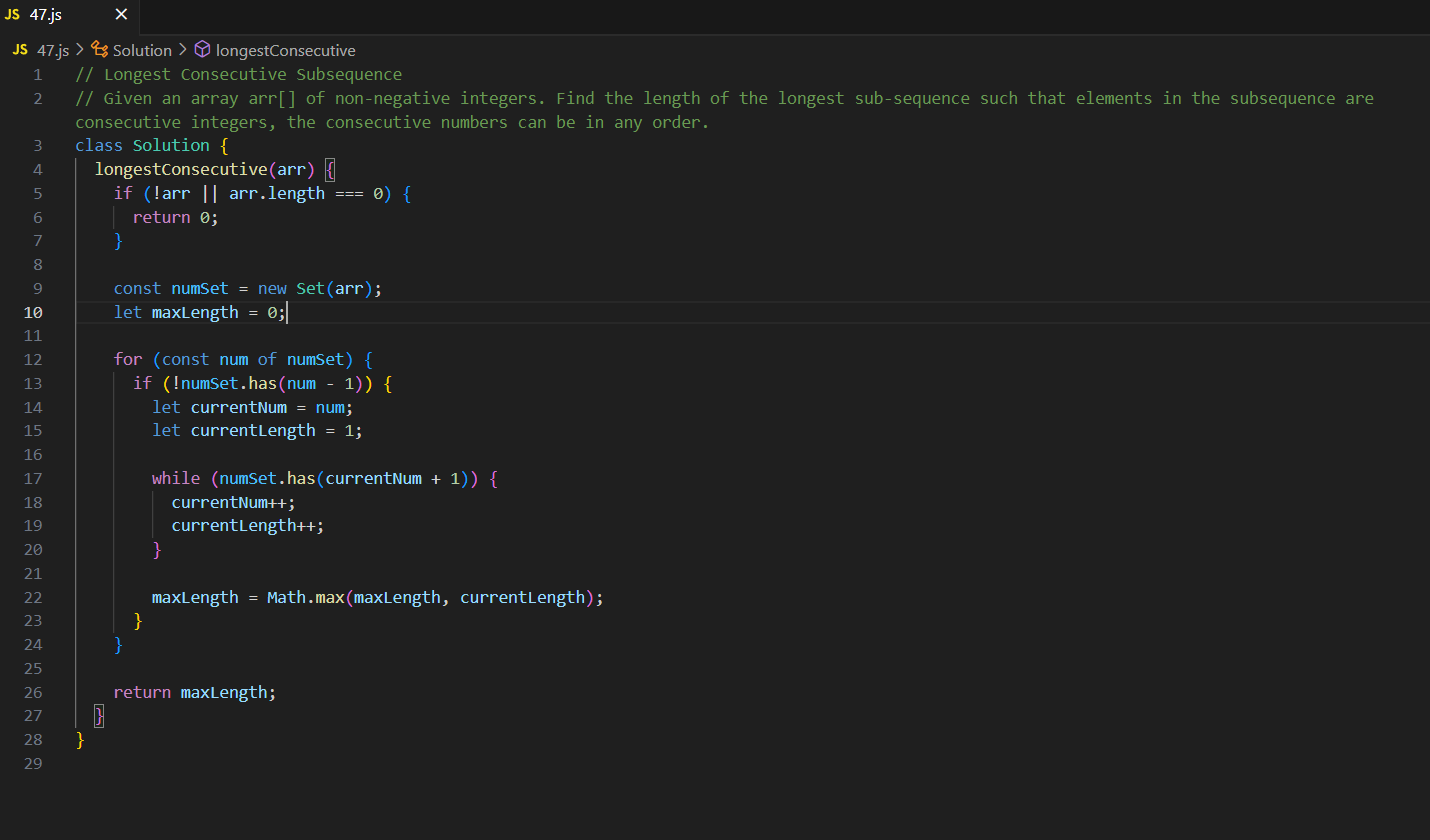 JS 47.js ×
JS 47.js > Solution > longestConsecutive
1 // Longest Consecutive Subsequence
2 // Given an array arr[] of non-negative integers. Find the length of the longest sub-sequence such that elements in the subsequence are
consecutive integers, the consecutive numbers can be in any order.
3 class Solution {
4   longestConsecutive(arr) {
5     if (!arr || arr.length === 0) {
6       return 0;
7     }
8
9     const numSet = new Set(arr);
10     let maxLength = 0;
11
12     for (const num of numSet) {
13       if (!numSet.has(num - 1)) {
14         let currentNum = num;
15         let currentLength = 1;
16
17         while (numSet.has(currentNum + 1)) {
18           currentNum++;
19           currentLength++;
20         }
21
22         maxLength = Math.max(maxLength, currentLength);
23       }
24     }
25
26     return maxLength;
27   }
28 }
29